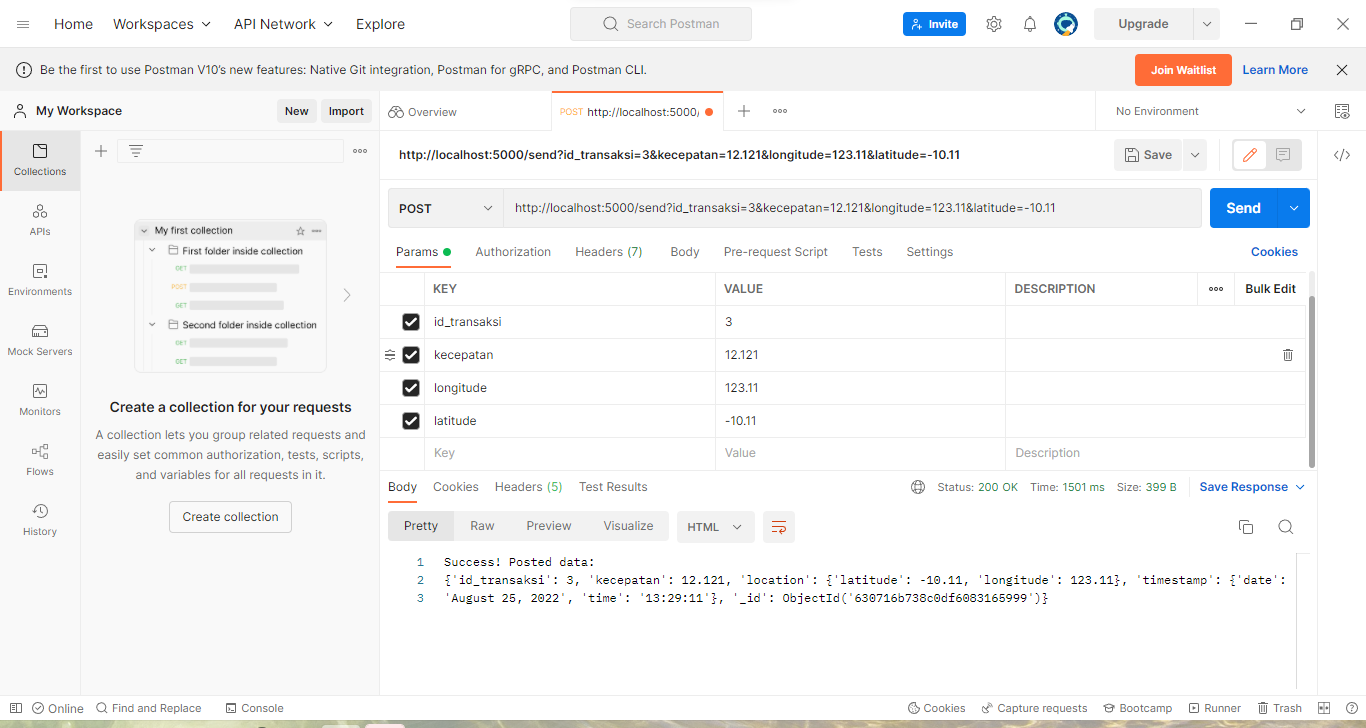 Home Workspaces API Network Explore Search Postman Invite Upgrade
Be the first to use Postman V10's new features: Native Git integration, Postman for gRPC, and Postman CLI. Join Waitlist Learn More
My Workspace New Import Overview POST http://localhost:5000/ No Environment
http://localhost:5000/send?id_transaksi=3&kecepatan=12.121&longitude=123.11&latitude=-10.11 Save
Collections
APIs
Environments
Mock Servers
Monitors
Flows
History
My first collection
First folder inside collection
GET
POST
GET
Second folder inside collection
GET
GET
Create a collection for your requests
A collection lets you group related requests and
easily set common authorization, tests, scripts,
and variables for all requests in it.
Create collection
POST http://localhost:5000/send?id_transaksi=3&kecepatan=12.121&longitude=123.11&latitude=-10.11 Send
Params Authorization Headers (7) Body Pre-request Script Tests Settings Cookies
KEY VALUE DESCRIPTION Bulk Edit
id_transaksi 3
kecepatan 12.121
longitude 123.11
latitude -10.11
Key Value Description
Body Cookies Headers (5) Test Results Status: 200 OK Time: 1501 ms Size: 399 B Save Response
Pretty Raw Preview Visualize HTML
1 Success! Posted data:
2 {'id_transaksi': 3, 'kecepatan': 12.121, 'location': {'latitude': -10.11, 'longitude': 123.11}, 'timestamp': {'date':
3 'August 25, 2022', 'time': '13:29:11'}, '_id': ObjectId('630716b738c0df6083165999')}
Online Find and Replace Console Cookies Capture requests Bootcamp Runner Trash